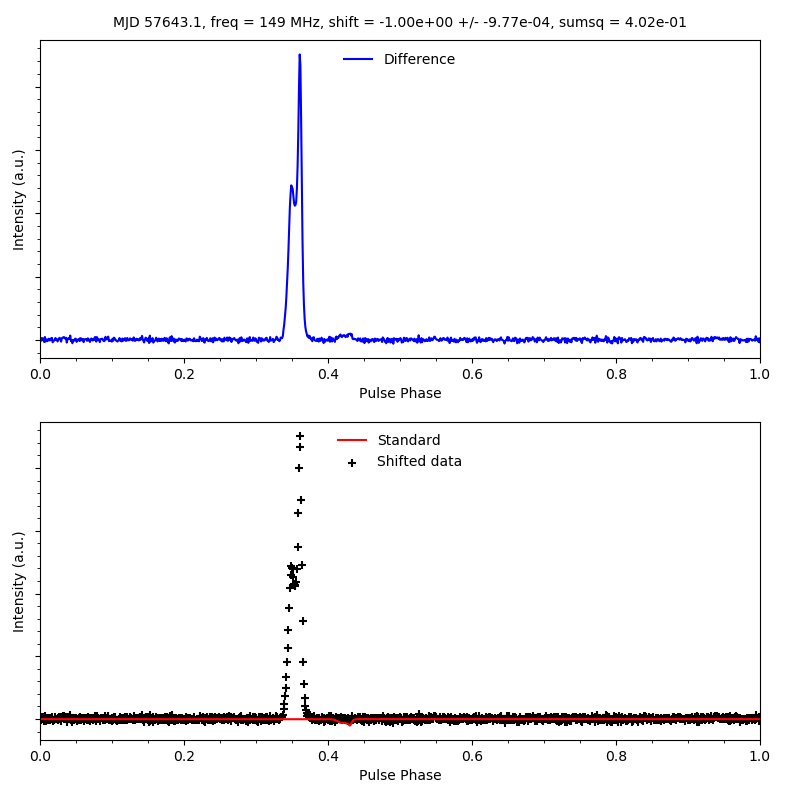 MJD 57643.1, freq = 149 MHz, shift = -1.00e+00 +/- -9.77e-04, sumsq = 4.02e-01
Difference
Intensity (a.u.)
0.0 0.2 0.4 0.6 0.8 1.0
Pulse Phase
Standard
Shifted data
Intensity (a.u.)
0.0 0.2 0.4 0.6 0.8 1.0
Pulse Phase